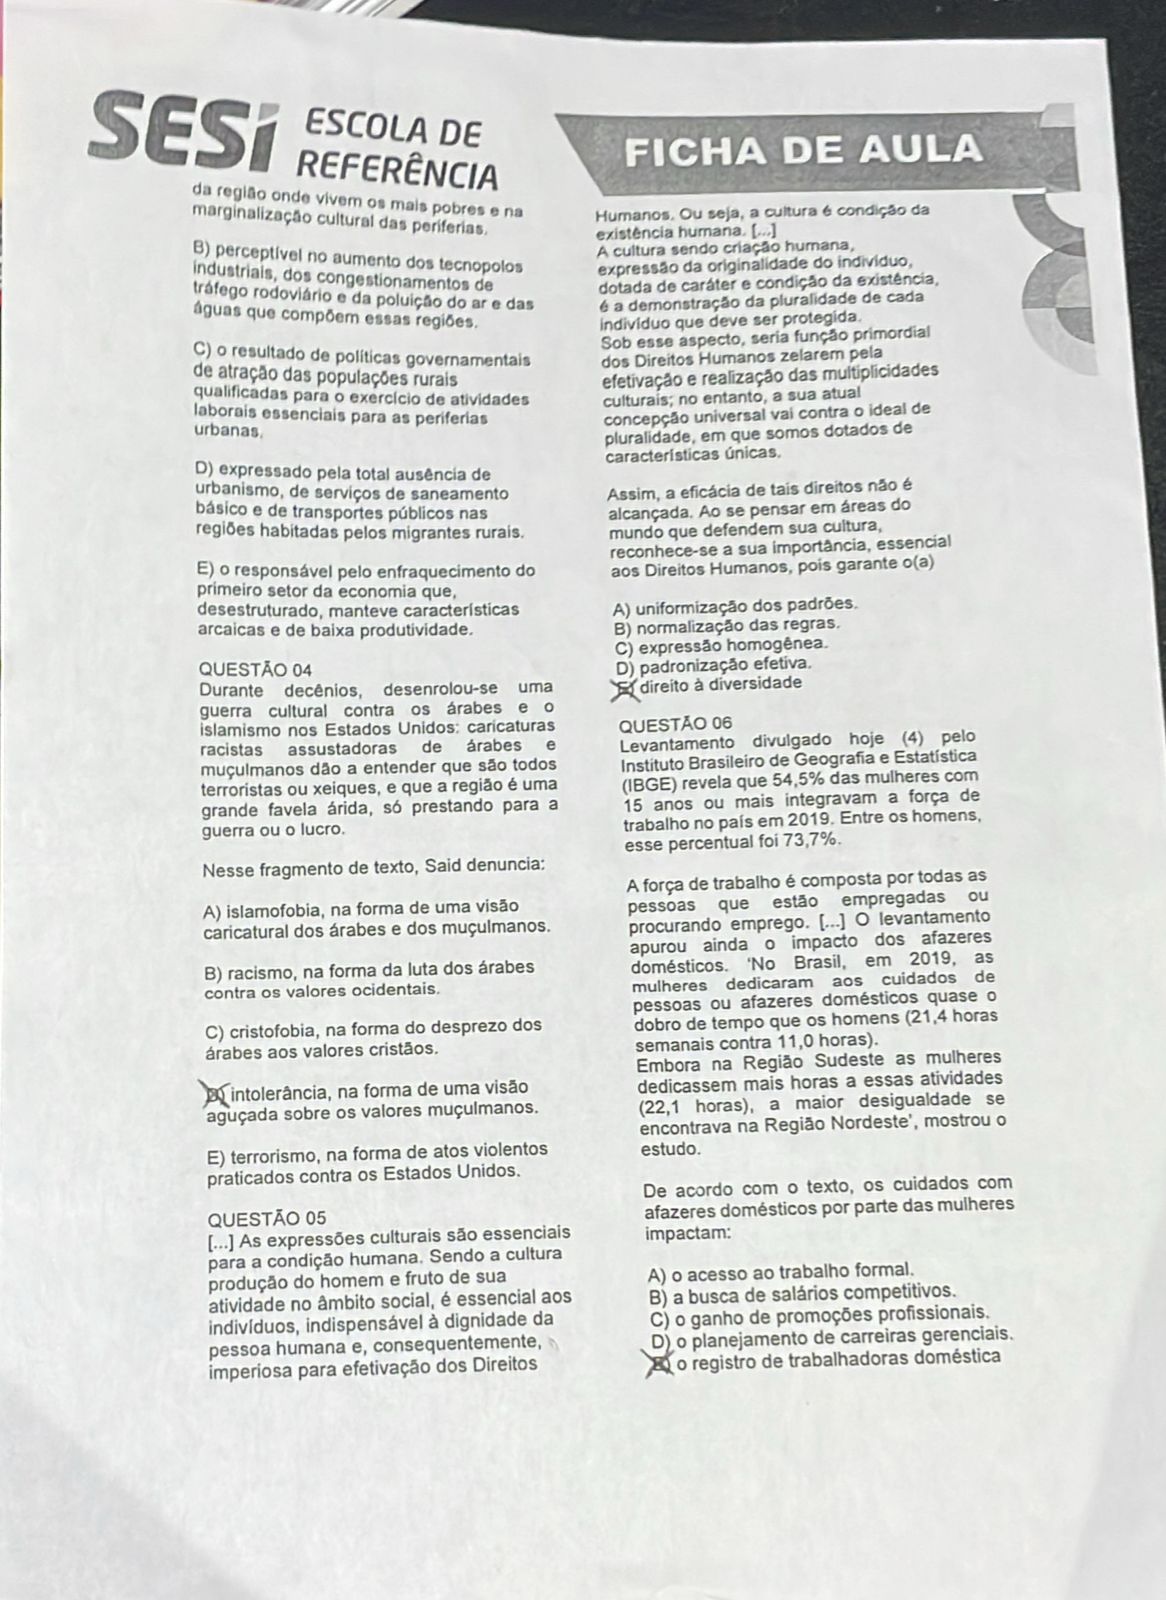 SESI ESCOLA DE
REFERÊNCIA
FICHA DE AULA
da região onde vivem os mais pobres e na
marginalização cultural das periferias.
B) perceptível no aumento dos tecnopolos
industriais, dos congestionamentos de
tráfego rodoviário e da poluição do ar e das
águas que compõem essas regiões.
C) o resultado de políticas governamentais
de atração das populações rurais
qualificadas para o exercício de atividades
laborais essenciais para as periferias
urbanas.
D) expressado pela total ausência de
urbanismo, de serviços de saneamento
básico e de transportes públicos nas
regiões habitadas pelos migrantes rurais.
E) o responsável pelo enfraquecimento do
primeiro setor da economia que,
desestruturado, manteve características
arcaicas e de baixa produtividade.
QUESTÃO 04
Durante decênios, desenrolou-se uma
guerra cultural contra os árabes e o
islamismo nos Estados Unidos: caricaturas
racistas assustadoras de árabes e
muçulmanos dão a entender que são todos
terroristas ou xeiques, e que a região é uma
grande favela árida, só prestando para a
guerra ou o lucro.
Nesse fragmento de texto, Said denuncia:
A) islamofobia, na forma de uma visão
caricatural dos árabes e dos muçulmanos.
B) racismo, na forma da luta dos árabes
contra os valores ocidentais.
C) cristofobia, na forma do desprezo dos
árabes aos valores cristãos.
D) intolerância, na forma de uma visão
aguçada sobre os valores muçulmanos.
E) terrorismo, na forma de atos violentos
praticados contra os Estados Unidos.
QUESTÃO 05
[...] As expressões culturais são essenciais
para a condição humana. Sendo a cultura
produção do homem e fruto de sua
atividade no âmbito social, é essencial aos
indivíduos, indispensável à dignidade da
pessoa humana e, consequentemente,
imperiosa para efetivação dos Direitos
Humanos. Ou seja, a cultura é condição da
existência humana. [...]
A cultura sendo criação humana,
expressão da originalidade do indivíduo,
dotada de caráter e condição da existência,
é a demonstração da pluralidade de cada
indivíduo que deve ser protegida.
Sob esse aspecto, seria função primordial
dos Direitos Humanos zelarem pela
efetivação e realização das multiplicidades
culturais; no entanto, a sua atual
concepção universal vai contra o ideal de
pluralidade, em que somos dotados de
características únicas.
Assim, a eficácia de tais direitos não é
alcançada. Ao se pensar em áreas do
mundo que defendem sua cultura,
reconhece-se a sua importância, essencial
aos Direitos Humanos, pois garante o(a)
A) uniformização dos padrões.
B) normalização das regras.
C) expressão homogênea.
D) padronização efetiva.
E) direito à diversidade
QUESTÃO 06
Levantamento divulgado hoje (4) pelo
Instituto Brasileiro de Geografia e Estatística
(IBGE) revela que 54,5% das mulheres com
15 anos ou mais integravam a força de
trabalho no país em 2019. Entre os homens,
esse percentual foi 73,7%.
A força de trabalho é composta por todas as
pessoas que estão empregadas ou
procurando emprego. [...] O levantamento
apurou ainda o impacto dos afazeres
domésticos. 'No Brasil, em 2019, as
mulheres dedicaram aos cuidados de
pessoas ou afazeres domésticos quase o
dobro de tempo que os homens (21,4 horas
semanais contra 11,0 horas).
Embora na Região Sudeste as mulheres
dedicassem mais horas a essas atividades
(22,1 horas), a maior desigualdade se
encontrava na Região Nordeste', mostrou o
estudo.
De acordo com o texto, os cuidados com
afazeres domésticos por parte das mulheres
impactam:
A) o acesso ao trabalho formal.
B) a busca de salários competitivos.
C) o ganho de promoções profissionais.
D) o planejamento de carreiras gerenciais.
E) o registro de trabalhadoras doméstica